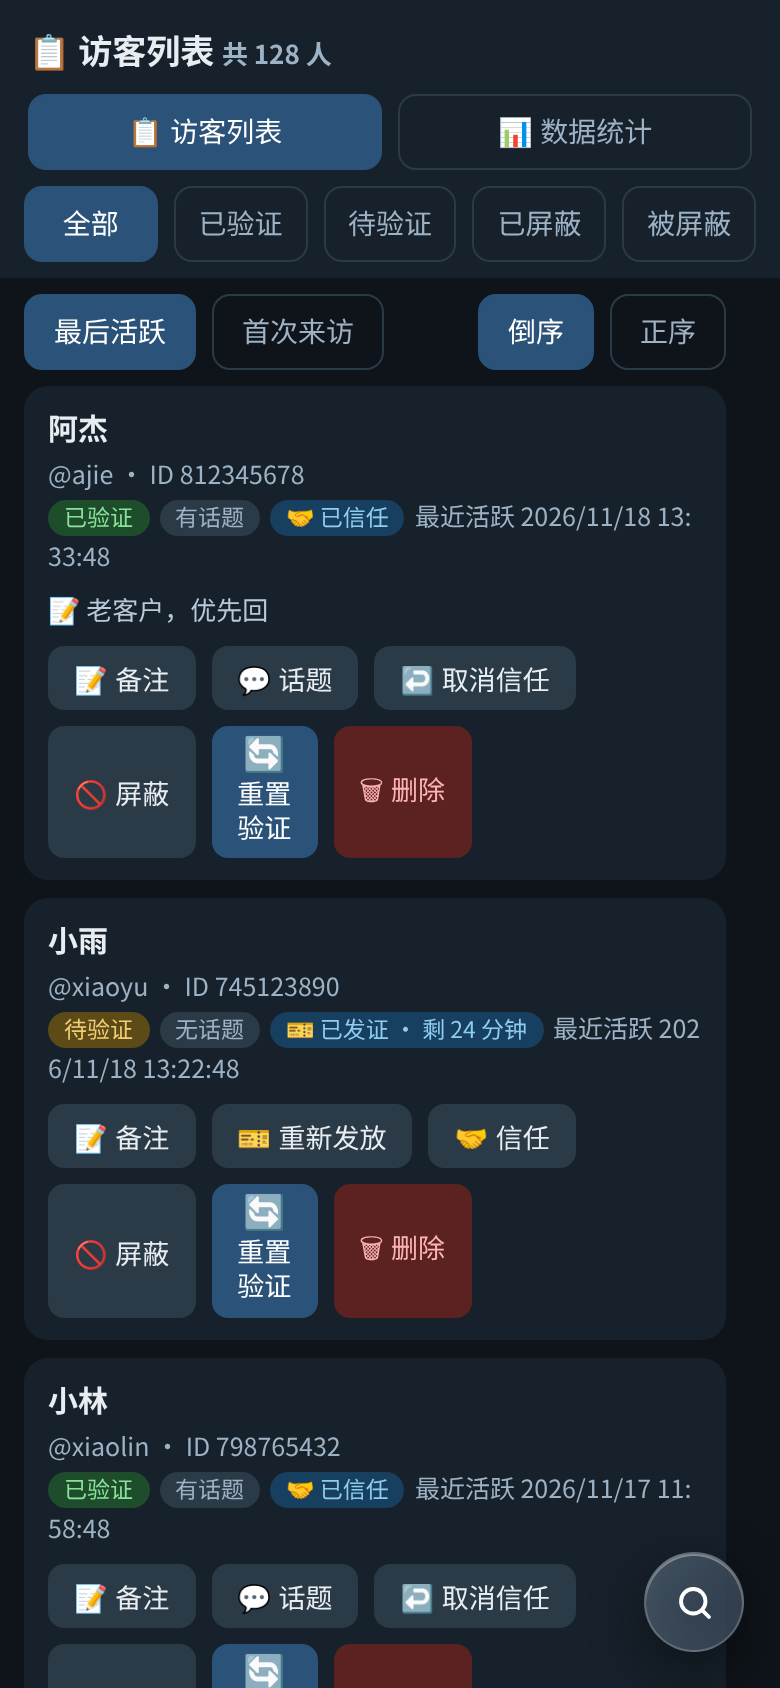 📋 访客列表 共 128 人
📋 访客列表 📊 数据统计
全部 已验证 待验证 已屏蔽 被屏蔽
最后活跃 首次来访 倒序 正序
阿杰
@ajie · ID 812345678
已验证 有话题 🤝 已信任 最近活跃 2026/11/18 13:
33:48
📝 老客户，优先回
📝 备注 💬 话题 ↩️ 取消信任
🚫 屏蔽 🔄 重置
验证 🗑 删除
小雨
@xiaoyu · ID 745123890
待验证 无话题 🎫 已发证 · 剩 24 分钟 最近活跃 202
6/11/18 13:22:48
📝 备注 🎫 重新发放 🤝 信任
🚫 屏蔽 🔄 重置
验证 🗑 删除
小林
@xiaolin · ID 798765432
已验证 有话题 🤝 已信任 最近活跃 2026/11/17 11:
58:48
📝 备注 💬 话题 ↩️ 取消信任